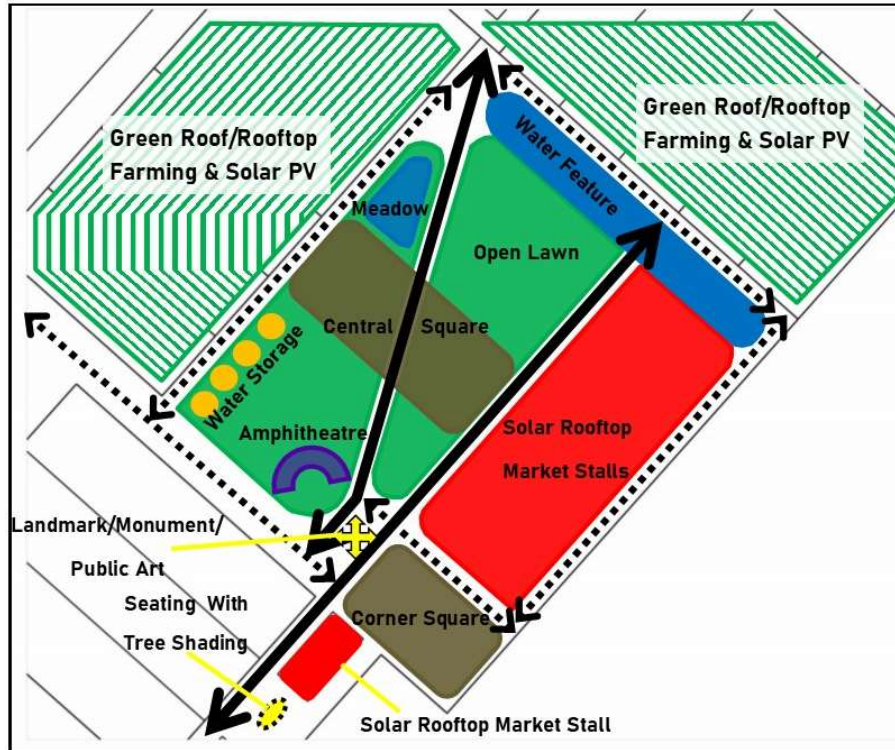 Green Roof/Rooftop
Farming & Solar PV
Green Roof/Rooftop
Farming & Solar PV
Water Feature
Meadow
Open Lawn
Central Square
Water Storage
Amphitheatre
Solar Rooftop
Market Stalls
Landmark/Monument/
Public Art
Seating With
Tree Shading
Corner Square
Solar Rooftop Market Stall